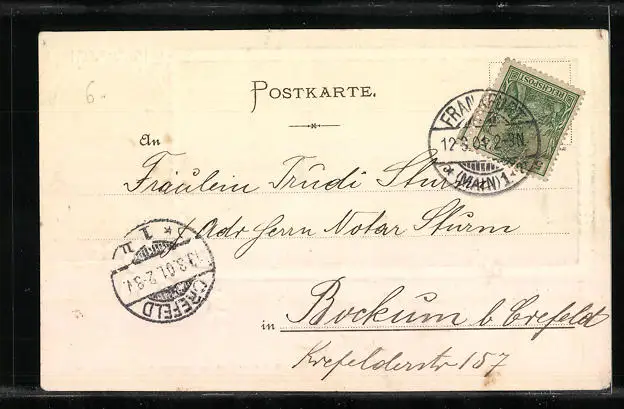 6.
POSTKARTE.
REICHSPOST
FRANKFURT
12.3.01.2-3N.
* (MAIN) 1 *
An
Fräulein Trudi Sturm
/ Adr Herrn Notar Sturm
* 1 n
13.3.01.2-3N.
CREFELD
in Bockum b Crefeld
Krefelderstr 157